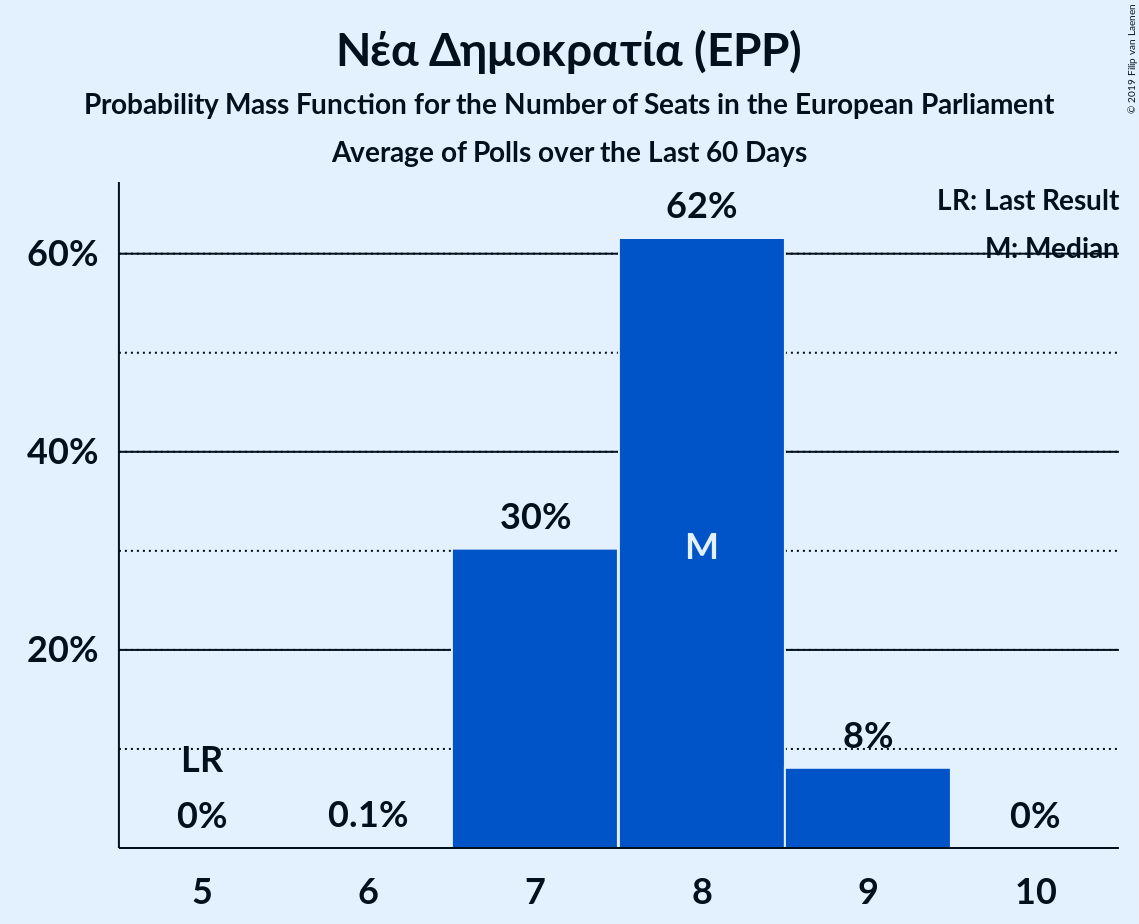 Νέα Δημοκρατία (EPP)
Probability Mass Function for the Number of Seats in the European Parliament
Average of Polls over the Last 60 Days
© 2019 Filip van Laenen
LR: Last Result
M: Median
60%
40%
20%
LR
0%
0.1%
30%
62%
M
8%
0%
5 6 7 8 9 10